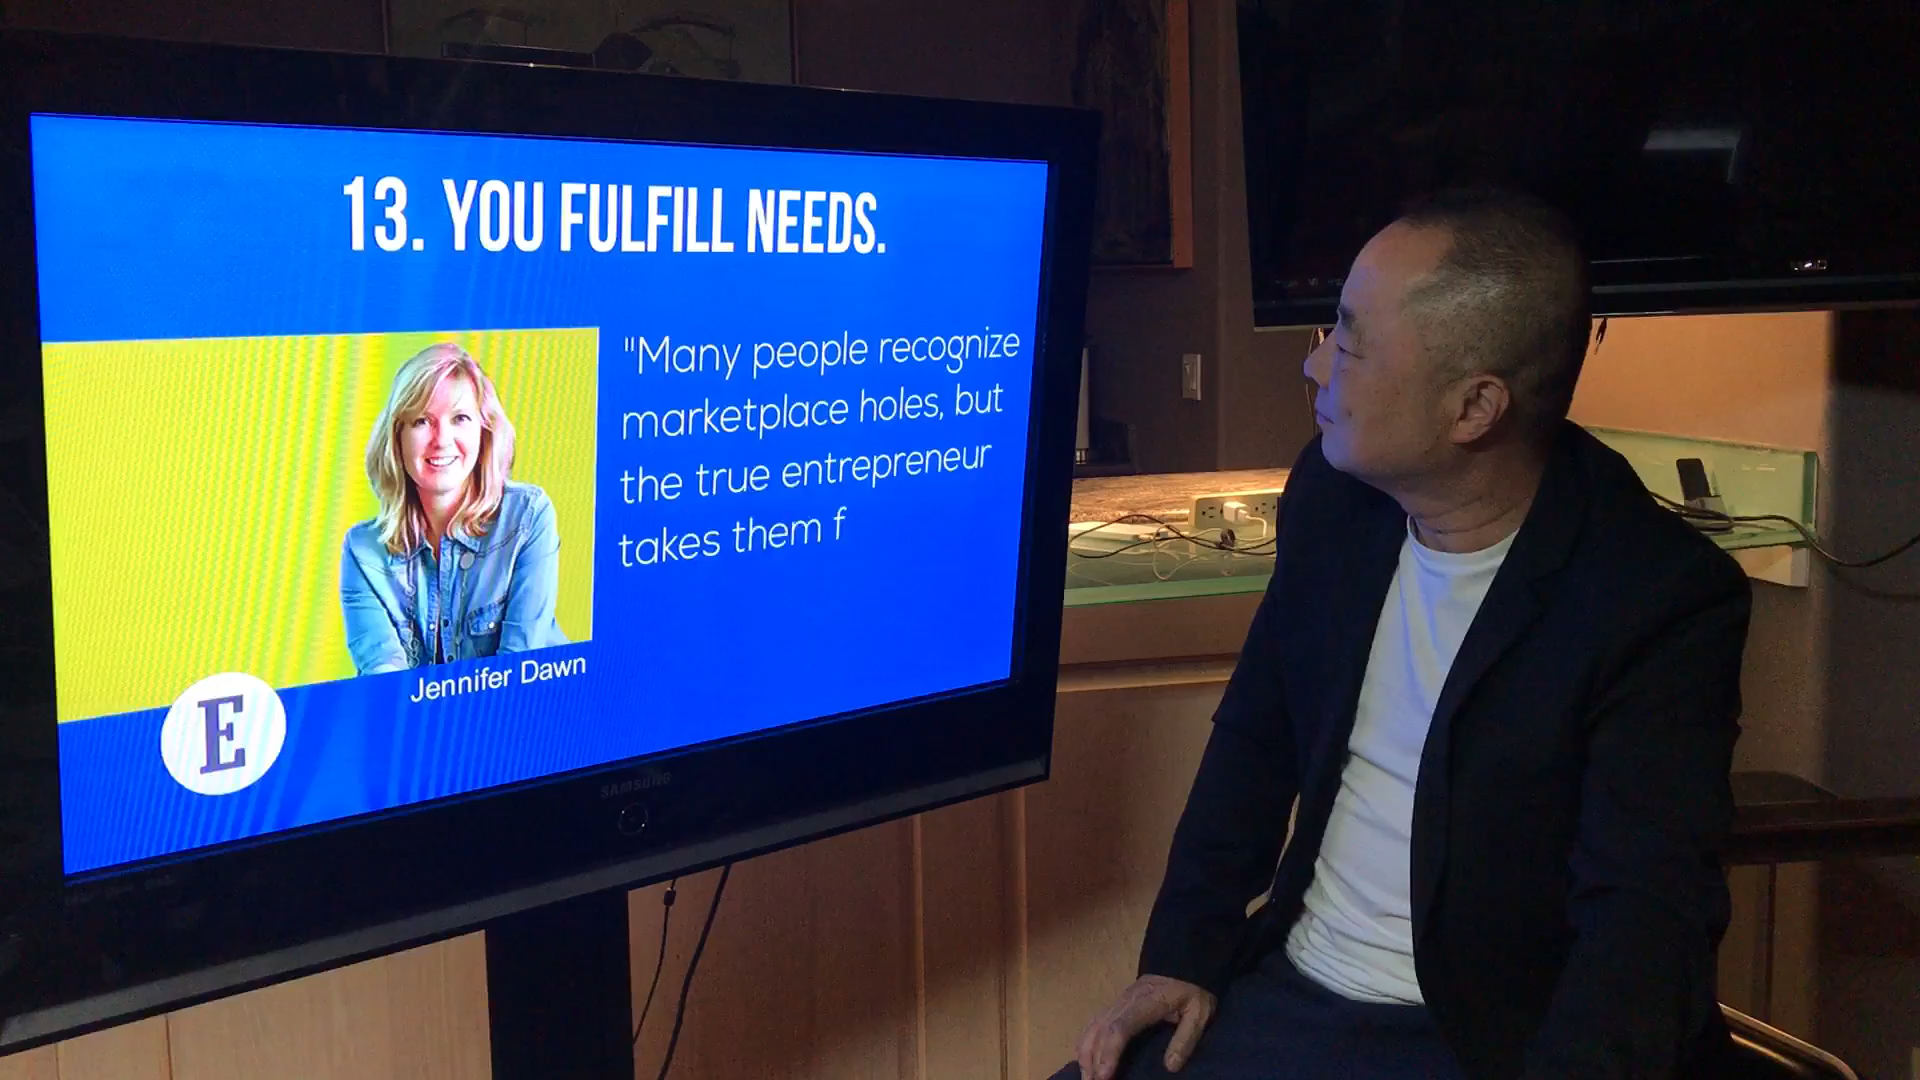 13. YOU FULFILL NEEDS.
"Many people recognize
marketplace holes, but
the true entrepreneur
takes them f
Jennifer Dawn
E
SAMSUNG